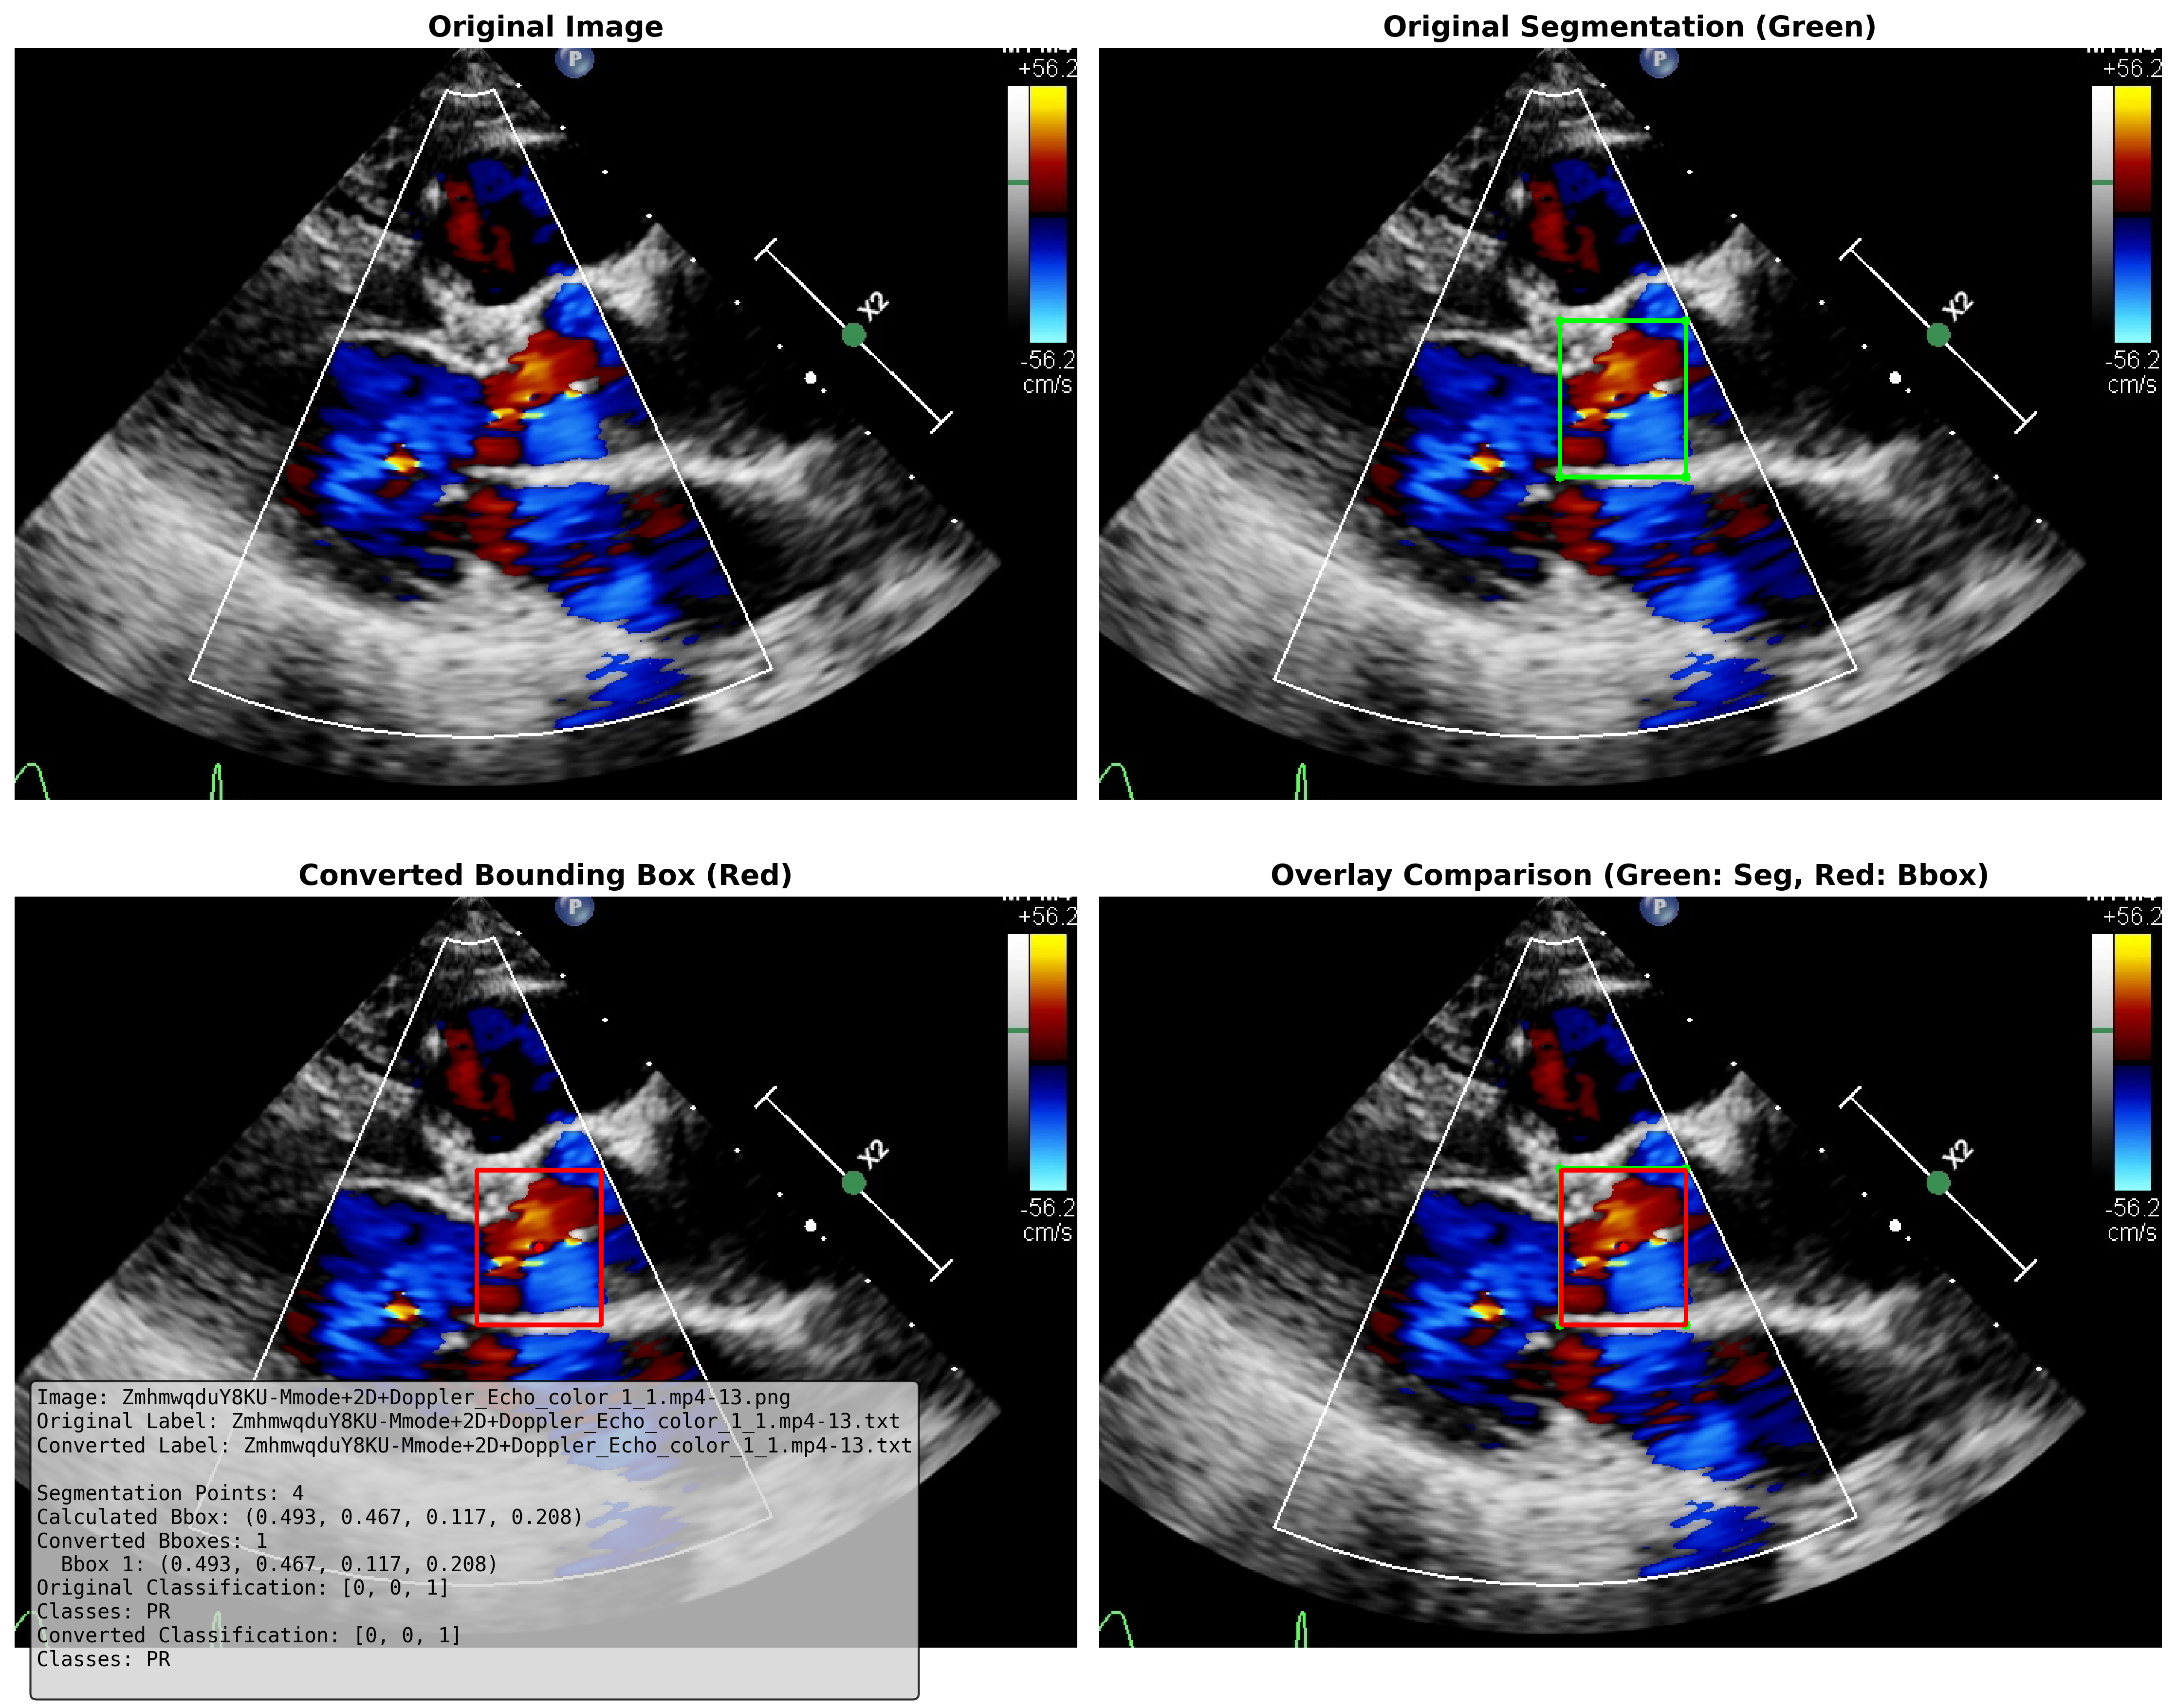 Original Image
Original Segmentation (Green)
P
+56.2
X2
-56.2
cm/s
P
+56.2
X2
-56.2
cm/s
Converted Bounding Box (Red)
Overlay Comparison (Green: Seg, Red: Bbox)
P
+56.2
X2
-56.2
cm/s
P
+56.2
X2
-56.2
cm/s
Image: ZmhmwqduY8KU-Mmode+2D+Doppler_Echo_color_1_1.mp4-13.png
Original Label: ZmhmwqduY8KU-Mmode+2D+Doppler_Echo_color_1_1.mp4-13.txt
Converted Label: ZmhmwqduY8KU-Mmode+2D+Doppler_Echo_color_1_1.mp4-13.txt
Segmentation Points: 4
Calculated Bbox: (0.493, 0.467, 0.117, 0.208)
Converted Bboxes: 1
Bbox 1: (0.493, 0.467, 0.117, 0.208)
Original Classification: [0, 0, 1]
Classes: PR
Converted Classification: [0, 0, 1]
Classes: PR